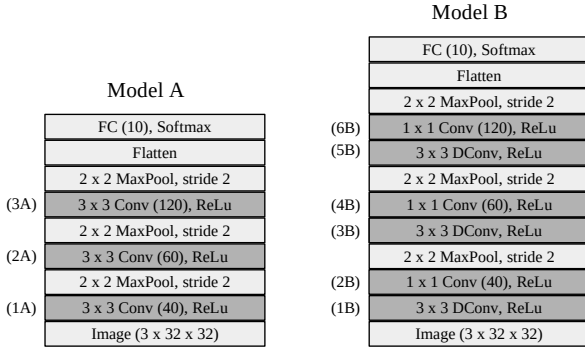 Model A
FC (10), Softmax
Flatten
2 x 2 MaxPool, stride 2
(3A) 3 x 3 Conv (120), ReLu
2 x 2 MaxPool, stride 2
(2A) 3 x 3 Conv (60), ReLu
2 x 2 MaxPool, stride 2
(1A) 3 x 3 Conv (40), ReLu
Image (3 x 32 x 32)
Model B
FC (10), Softmax
Flatten
2 x 2 MaxPool, stride 2
(6B) 1 x 1 Conv (120), ReLu
(5B) 3 x 3 DConv, ReLu
2 x 2 MaxPool, stride 2
(4B) 1 x 1 Conv (60), ReLu
(3B) 3 x 3 DConv, ReLu
2 x 2 MaxPool, stride 2
(2B) 1 x 1 Conv (40), ReLu
(1B) 3 x 3 DConv, ReLu
Image (3 x 32 x 32)